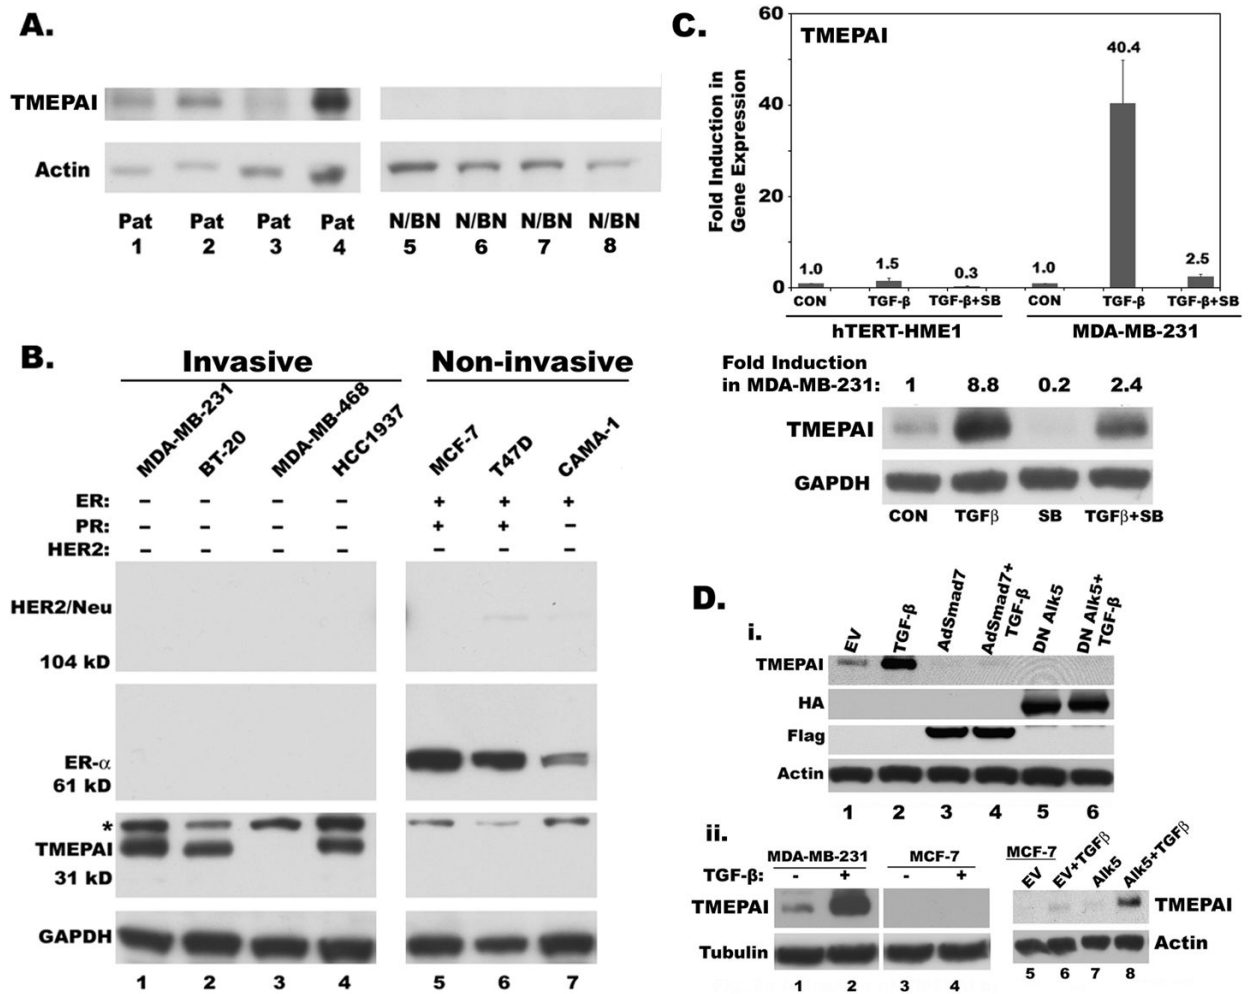 A.
TMEPAI
Actin
Pat Pat Pat Pat N/BN N/BN N/BN N/BN
1 2 3 4 5 6 7 8
B.
Invasive Non-invasive
MDA-MB-231 BT-20 MDA-MB-468 HCC1937 MCF-7 T47D CAMA-1
ER: – – – – + + +
PR: – – – – + + –
HER2: – – – – – – –
HER2/Neu
104 kD
ER-α
61 kD
*
TMEPAI
31 kD
GAPDH
1 2 3 4 5 6 7
C.
TMEPAI
Fold Induction in
Gene Expression
60
40
20
0
1.0 1.5 0.3 1.0 40.4 2.5
CON TGF-β TGF-β+SB CON TGF-β TGF-β+SB
hTERT-HME1 MDA-MB-231
Fold Induction
in MDA-MB-231: 1 8.8 0.2 2.4
TMEPAI
GAPDH
CON TGFβ SB TGFβ+SB
D.
i.
EV TGF-β AdSmad7 AdSmad7+ TGF-β DN Alk5 DN Alk5+ TGF-β
TMEPAI
HA
Flag
Actin
1 2 3 4 5 6
ii.
MDA-MB-231 MCF-7
TGF-β: - + - +
TMEPAI
Tubulin
1 2 3 4
MCF-7
EV EV+TGFβ Alk5 Alk5+TGFβ
TMEPAI
Actin
5 6 7 8